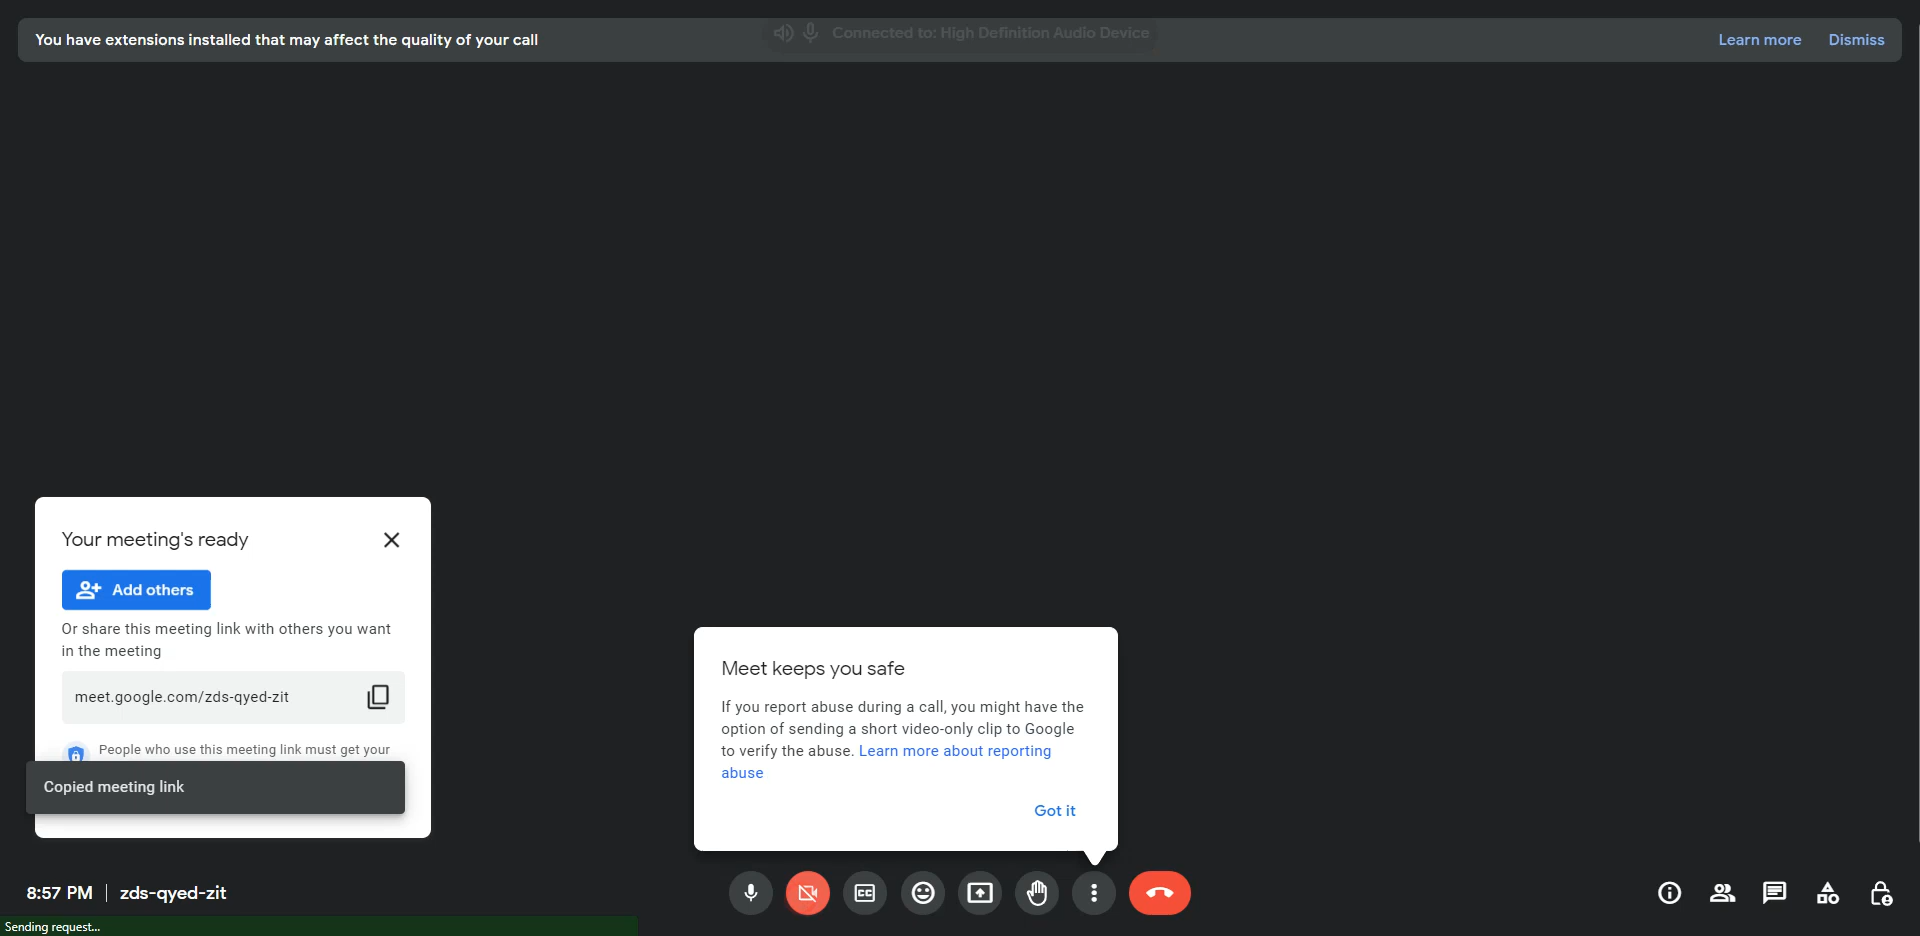 You have extensions installed that may affect the quality of your call
Connected to: High Definition Audio Device
Learn more
Dismiss
Your meeting's ready
Add others
Or share this meeting link with others you want
in the meeting
meet.google.com/zds-qyed-zit
People who use this meeting link must get your
Copied meeting link
Meet keeps you safe
If you report abuse during a call, you might have the
option of sending a short video-only clip to Google
to verify the abuse. Learn more about reporting
abuse
Got it
8:57 PM | zds-qyed-zit
CC
Sending request...